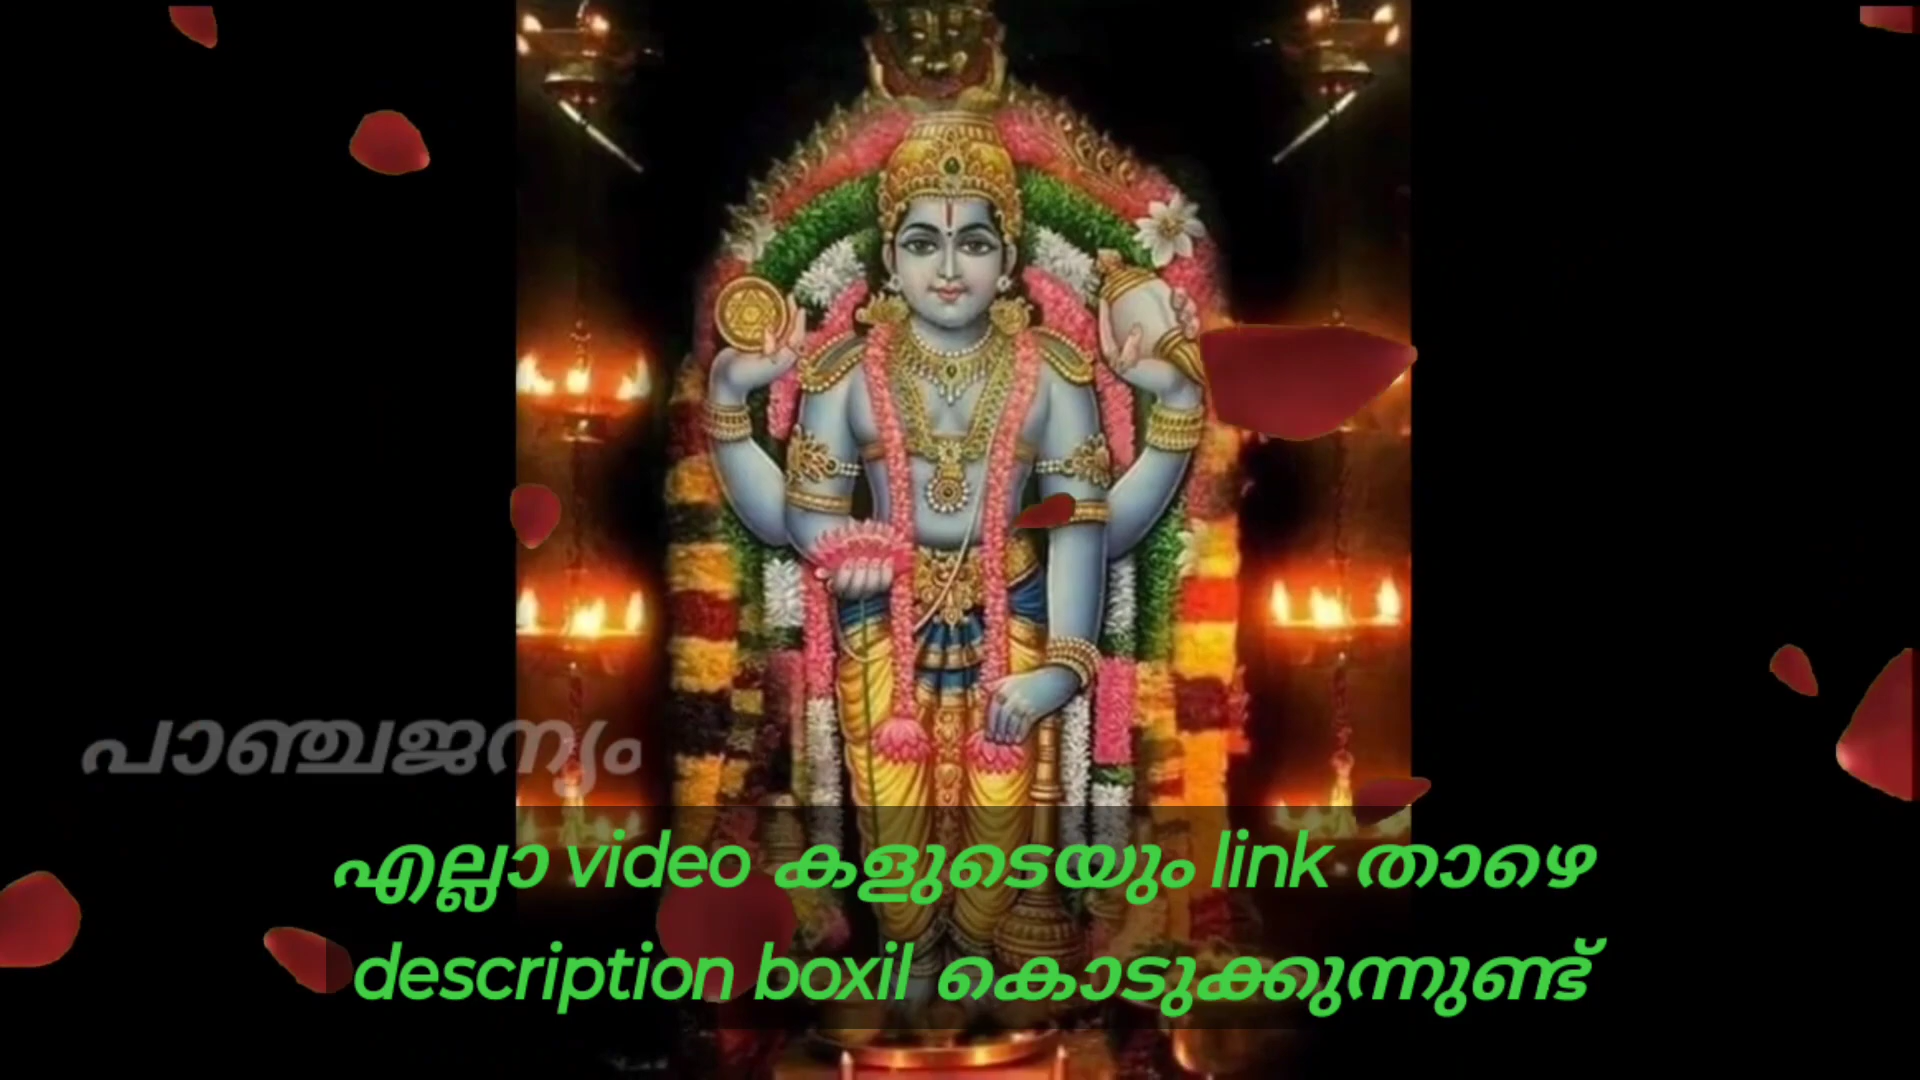 പാഞ്ചജന്യം
എല്ലാ video കളുടെയും link താഴെ
description boxil കൊടുക്കുന്നുണ്ട്